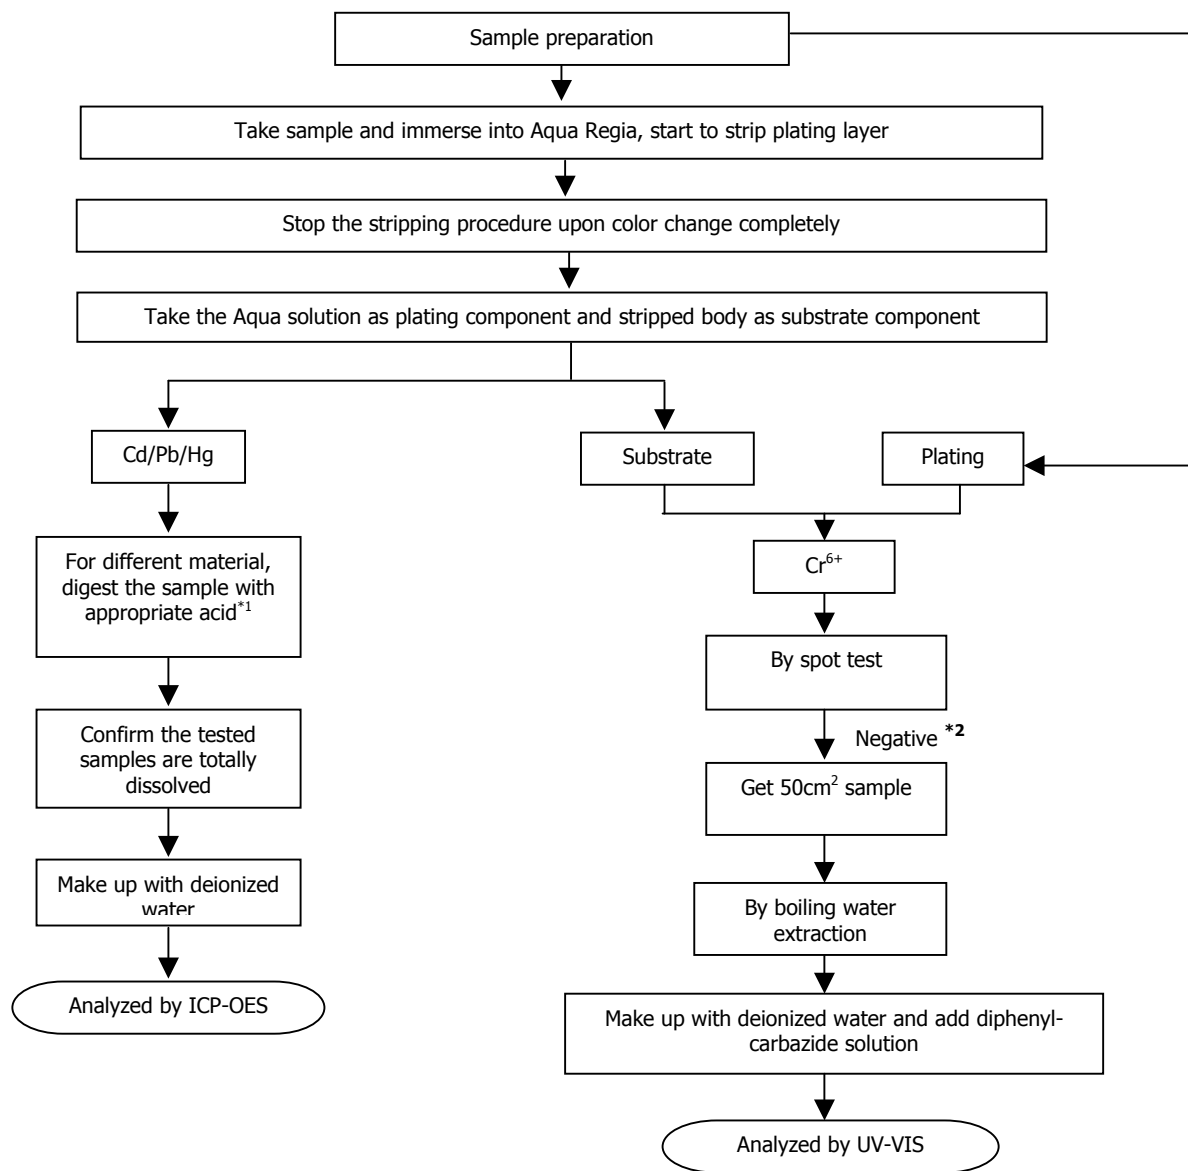 Sample preparation
Take sample and immerse into Aqua Regia, start to strip plating layer
Stop the stripping procedure upon color change completely
Take the Aqua solution as plating component and stripped body as substrate component
Cd/Pb/Hg
Substrate
Plating
For different material,
digest the sample with
appropriate acid*1
Cr6+
By spot test
Confirm the tested
samples are totally
dissolved
Negative *2
Get 50cm2 sample
Make up with deionized
water
By boiling water
extraction
Analyzed by ICP-OES
Make up with deionized water and add diphenyl-
carbazide solution
Analyzed by UV-VIS